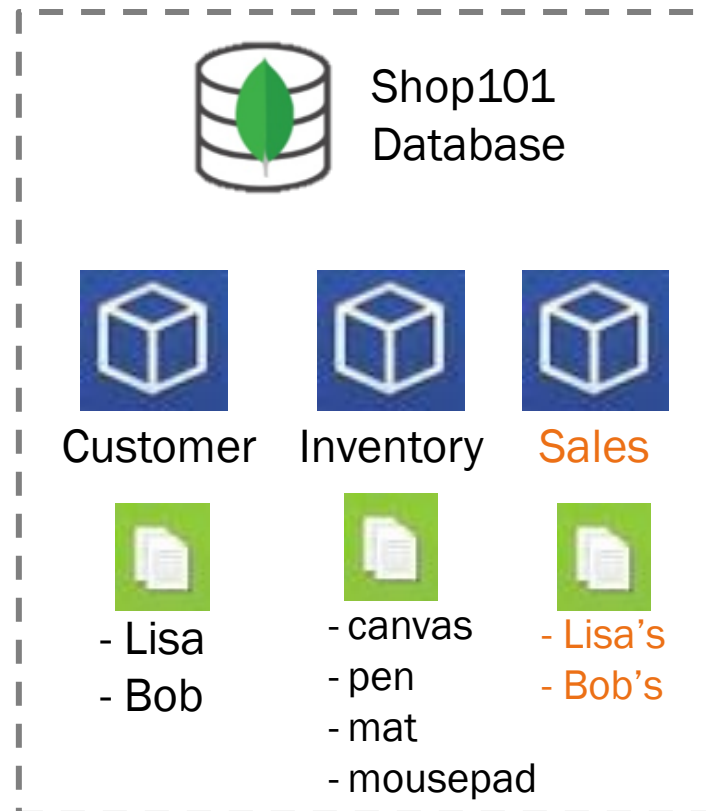 Shop101
Database
Customer
Inventory
Sales
- Lisa
- Bob
- canvas
- pen
- mat
- mousepad
- Lisa’s
- Bob’s